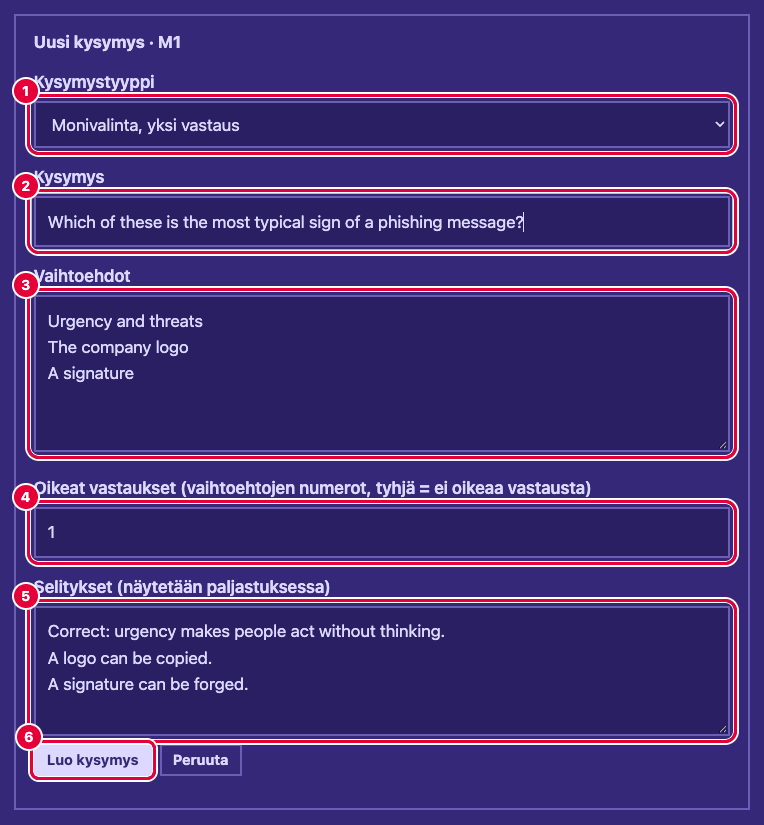 Uusi kysymys · M1
1
Kysymystyyppi
Monivalinta, yksi vastaus
2
Kysymys
Which of these is the most typical sign of a phishing message?
3
Vaihtoehdot
Urgency and threats
The company logo
A signature
4
Oikeat vastaukset (vaihtoehtojen numerot, tyhjä = ei oikeaa vastausta)
1
5
Selitykset (näytetään paljastuksessa)
Correct: urgency makes people act without thinking.
A logo can be copied.
A signature can be forged.
6
Luo kysymys
Peruuta